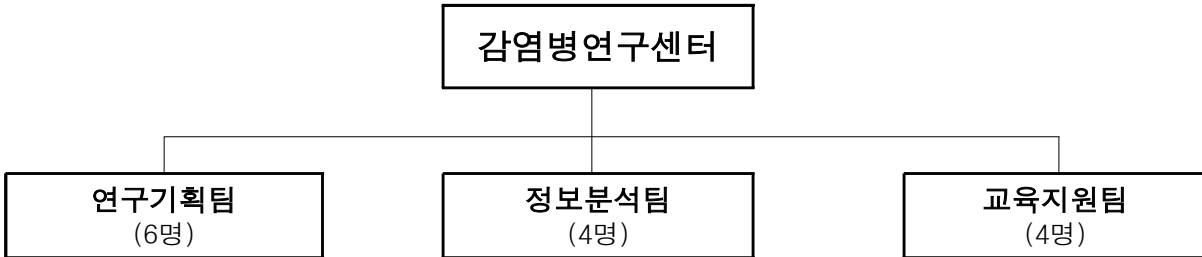 감염병연구센터
연구기획팀
(6명)
정보분석팀
(4명)
교육지원팀
(4명)